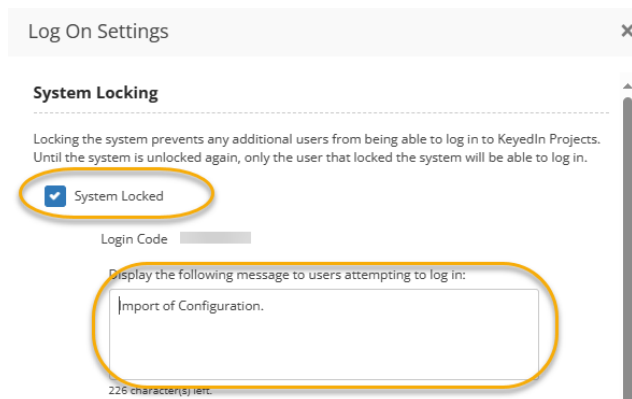 Log On Settings
System Locking
Locking the system prevents any additional users from being able to log in to KeyedIn Projects.
Until the system is unlocked again, only the user that locked the system will be able to log in.
System Locked
Login Code
Display the following message to users attempting to log in:
Import of Configuration.
226 character(s) left.